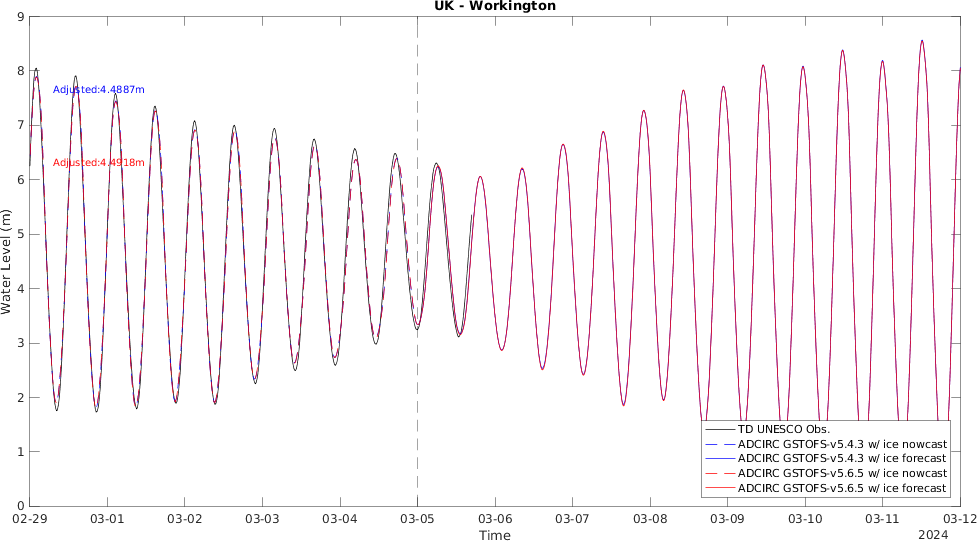 UK - Workington
9
8
7
6
5
4
3
2
1
0
Water Level (m)
Adjusted:4.4887m
Adjusted:4.4918m
TD UNESCO Obs.
ADCIRC GSTOFS-v5.4.3 w/ ice nowcast
ADCIRC GSTOFS-v5.4.3 w/ ice forecast
ADCIRC GSTOFS-v5.6.5 w/ ice nowcast
ADCIRC GSTOFS-v5.6.5 w/ ice forecast
02-29 03-01 03-02 03-03 03-04 03-05 03-06 03-07 03-08 03-09 03-10 03-11 03-12
Time
2024